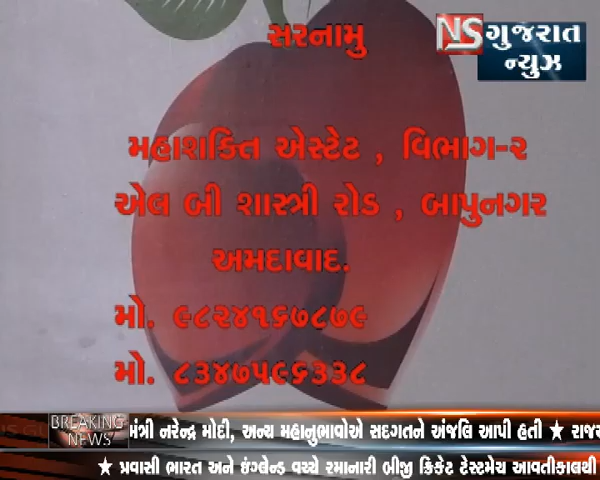 સરનામુ
NS ગુજરાત
ન્યુઝ
મહાશકિત એસ્ટેટ , વિભાગ-૨
એલ બી શાસ્ત્રી રોડ , બાપુનગર
અમદાવાદ.
મો. ૯૮૨૪૧૬૭૮૭૯
મો. ૮૩૪૭૫૯૬૩૩૮
BREAKING
NEWS
મંત્રી નરેન્દ્ર મોદી, અન્ય મહાનુભાવોએ સદગતને અંજલિ આપી હતી ★
★ પ્રવાસી ભારત અને ઇંગ્લેન્ડ વચ્ચે રમાનારી બીજી ક્રિકેટ ટેસ્ટમેચ આવતીકાલથી